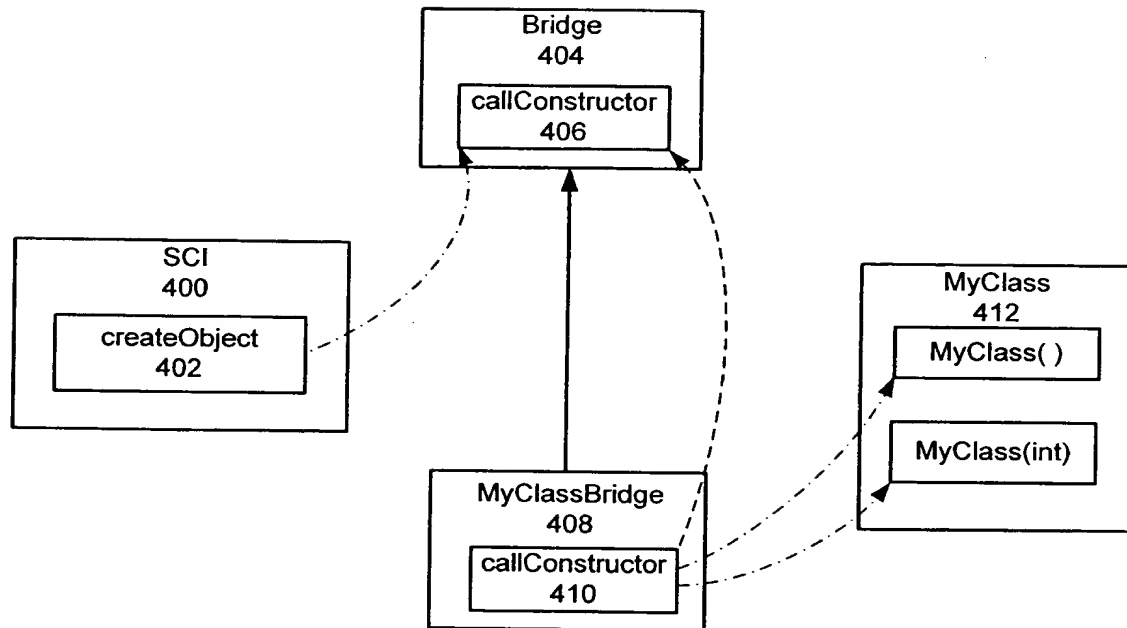 Bridge
404
callConstructor
406
SCI
400
createObject
402
MyClass
412
MyClass( )
MyClass(int)
MyClassBridge
408
callConstructor
410